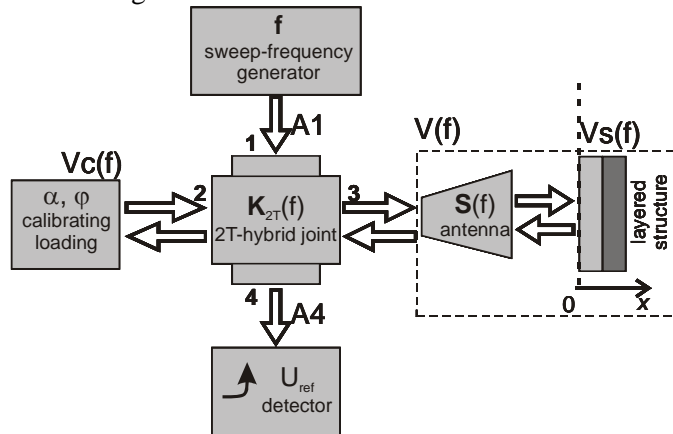 f
sweep-frequency
generator
A1
1
V(f)
Vs(f)
Vc(f)
α, φ
calibrating
loading
2
K2T(f)
2T-hybrid joint
3
S(f)
antenna
layered
structure
4
A4
0
x
Uref
detector